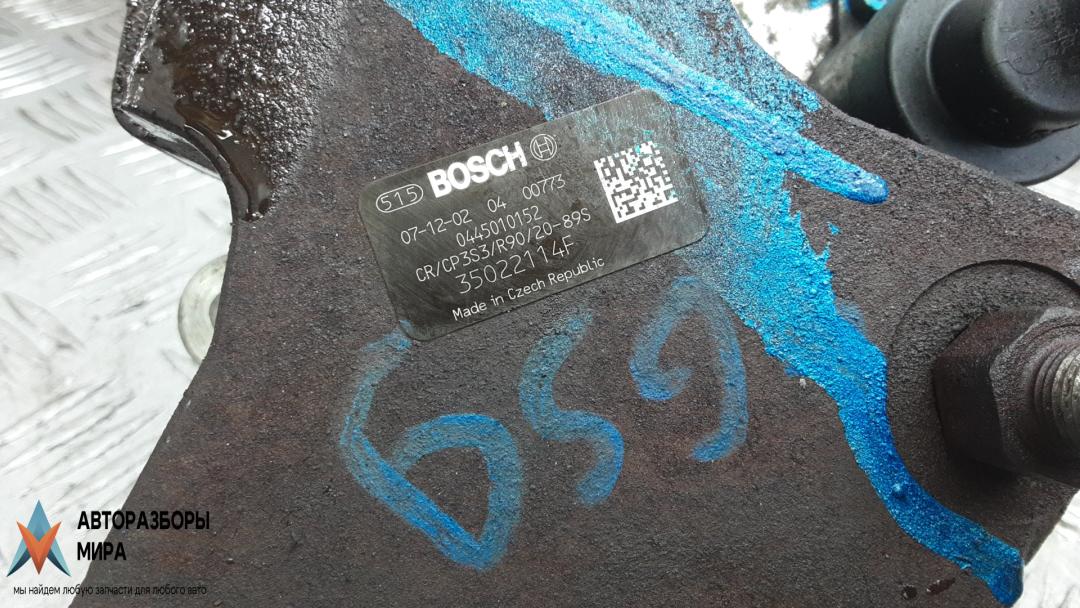 515 BOSCH
07-12-02 04 00773
0445010152
CR/CP3S3/R90/20-89S
35022114F
Made in Czech Republic
659
АВТОРАЗБОРЫ
МИРА
мы найдем любую запчасти для любого авто